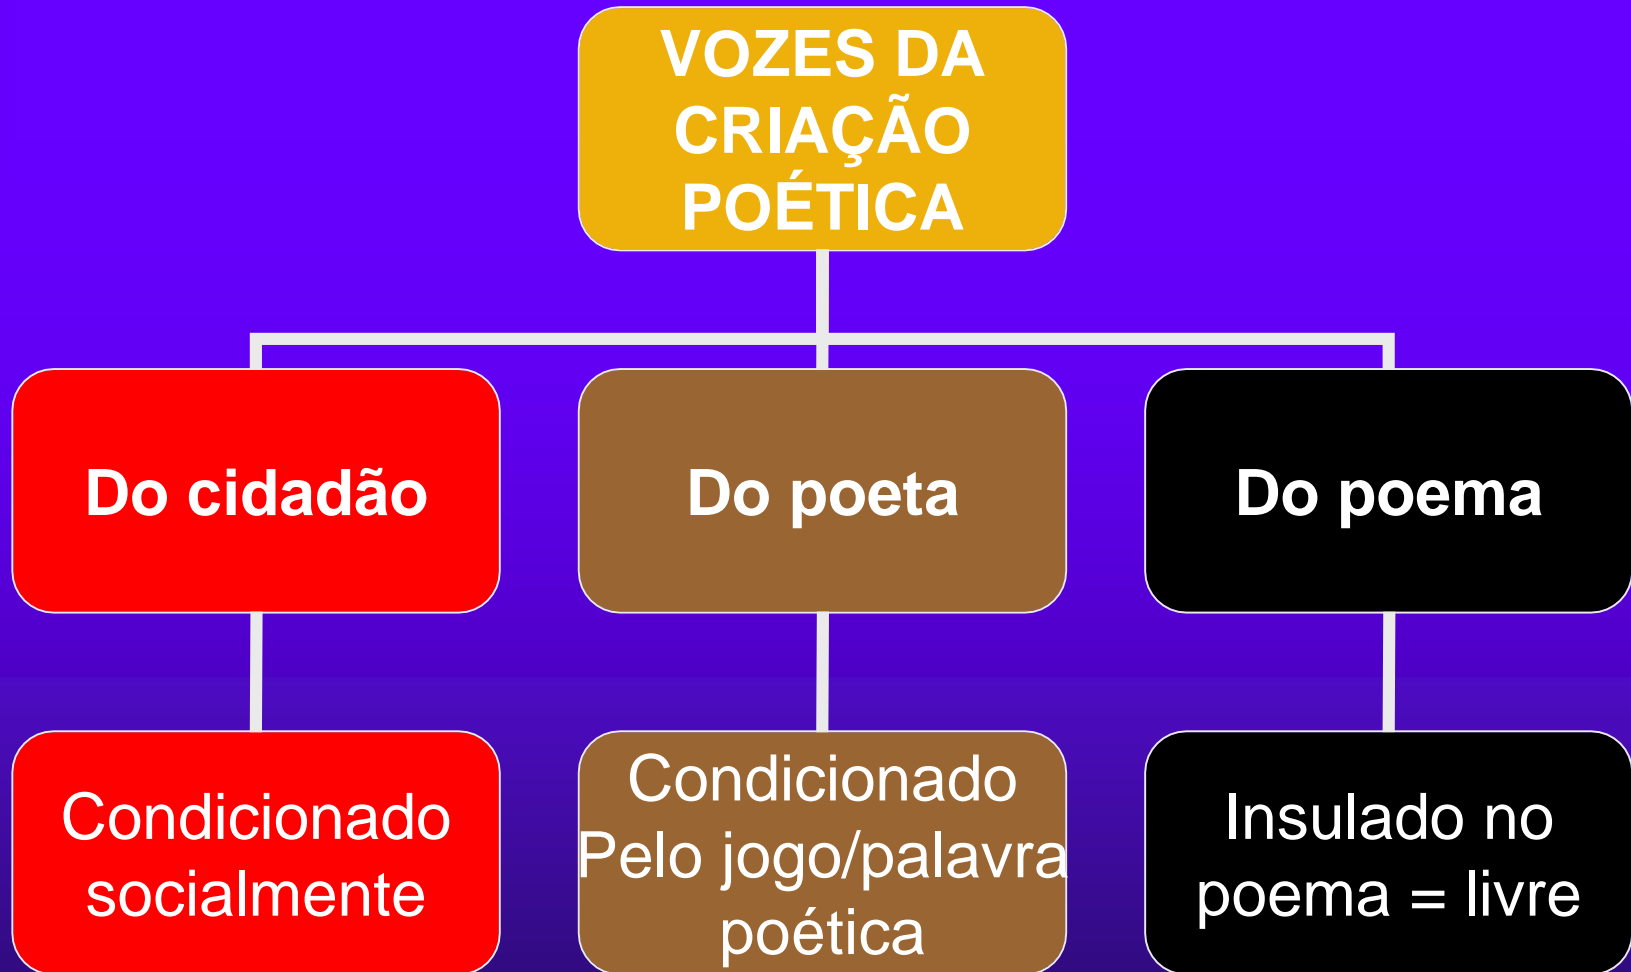 VOZES DA
CRIAÇÃO
POÉTICA
Do cidadão
Do poeta
Do poema
Condicionado
socialmente
Condicionado
Pelo jogo/palavra
poética
Insulado no
poema = livre